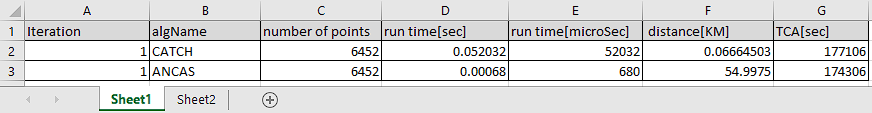 A B C D E F G
1 Iteration algName number of points run time[sec] run time[microSec] distance[KM] TCA[sec]
2 1 CATCH 6452 0.052032 52032 0.06664503 177106
3 1 ANCAS 6452 0.00068 680 54.9975 174306
Sheet1 Sheet2